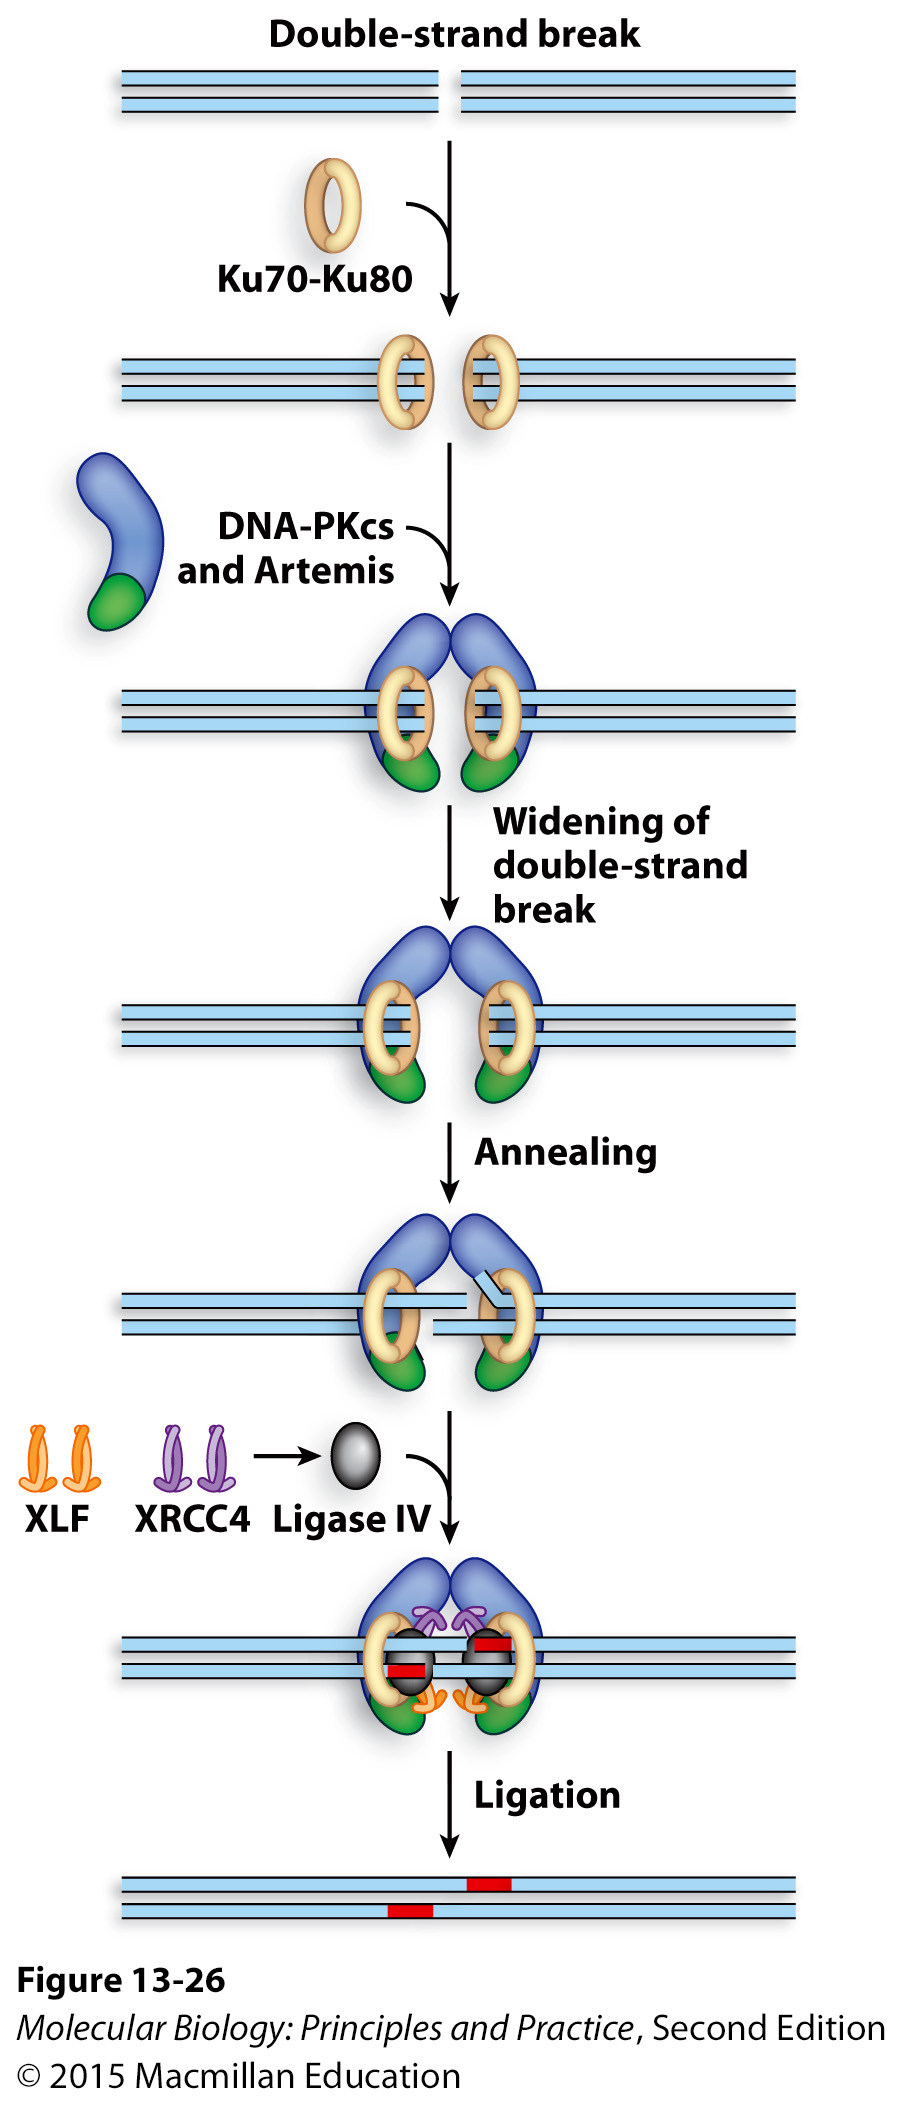 Double-strand break
Ku70-Ku80
DNA-PKcs
and Artemis
Widening of
double-strand
break
Annealing
XLF XRCC4 Ligase IV
Ligation
Figure 13-26
Molecular Biology: Principles and Practice, Second Edition
© 2015 Macmillan Education